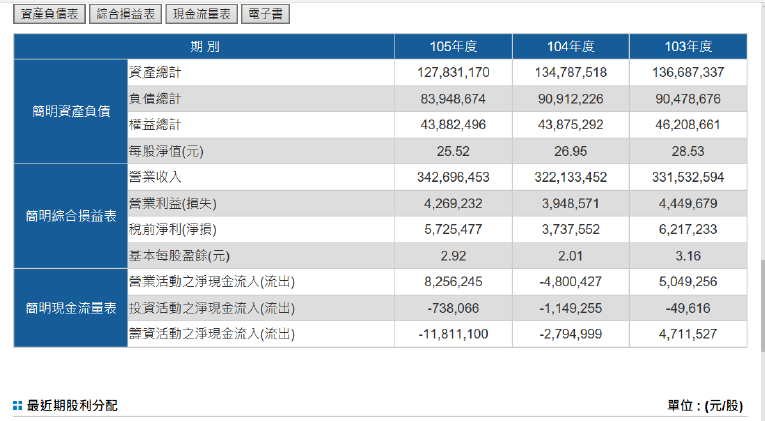 資產負債表 綜合損益表 現金流量表 電子書
期 別 105年度 104年度 103年度
簡明資產負債
資產總計 127,831,170 134,787,518 136,687,337
負債總計 83,948,674 90,912,226 90,478,676
權益總計 43,882,496 43,875,292 46,208,661
每股淨值(元) 25.52 26.95 28.53
簡明綜合損益表
營業收入 342,696,453 322,133,452 331,532,594
營業利益(損失) 4,269,232 3,948,571 4,449,679
稅前淨利(淨損) 5,725,477 3,737,552 6,217,233
基本每股盈餘(元) 2.92 2.01 3.16
簡明現金流量表
營業活動之淨現金流入(流出) 8,256,245 -4,800,427 5,049,256
投資活動之淨現金流入(流出) -738,066 -1,149,255 -49,616
籌資活動之淨現金流入(流出) -11,811,100 -2,794,999 4,711,527
最近期股利分配 單位 : (元/股)